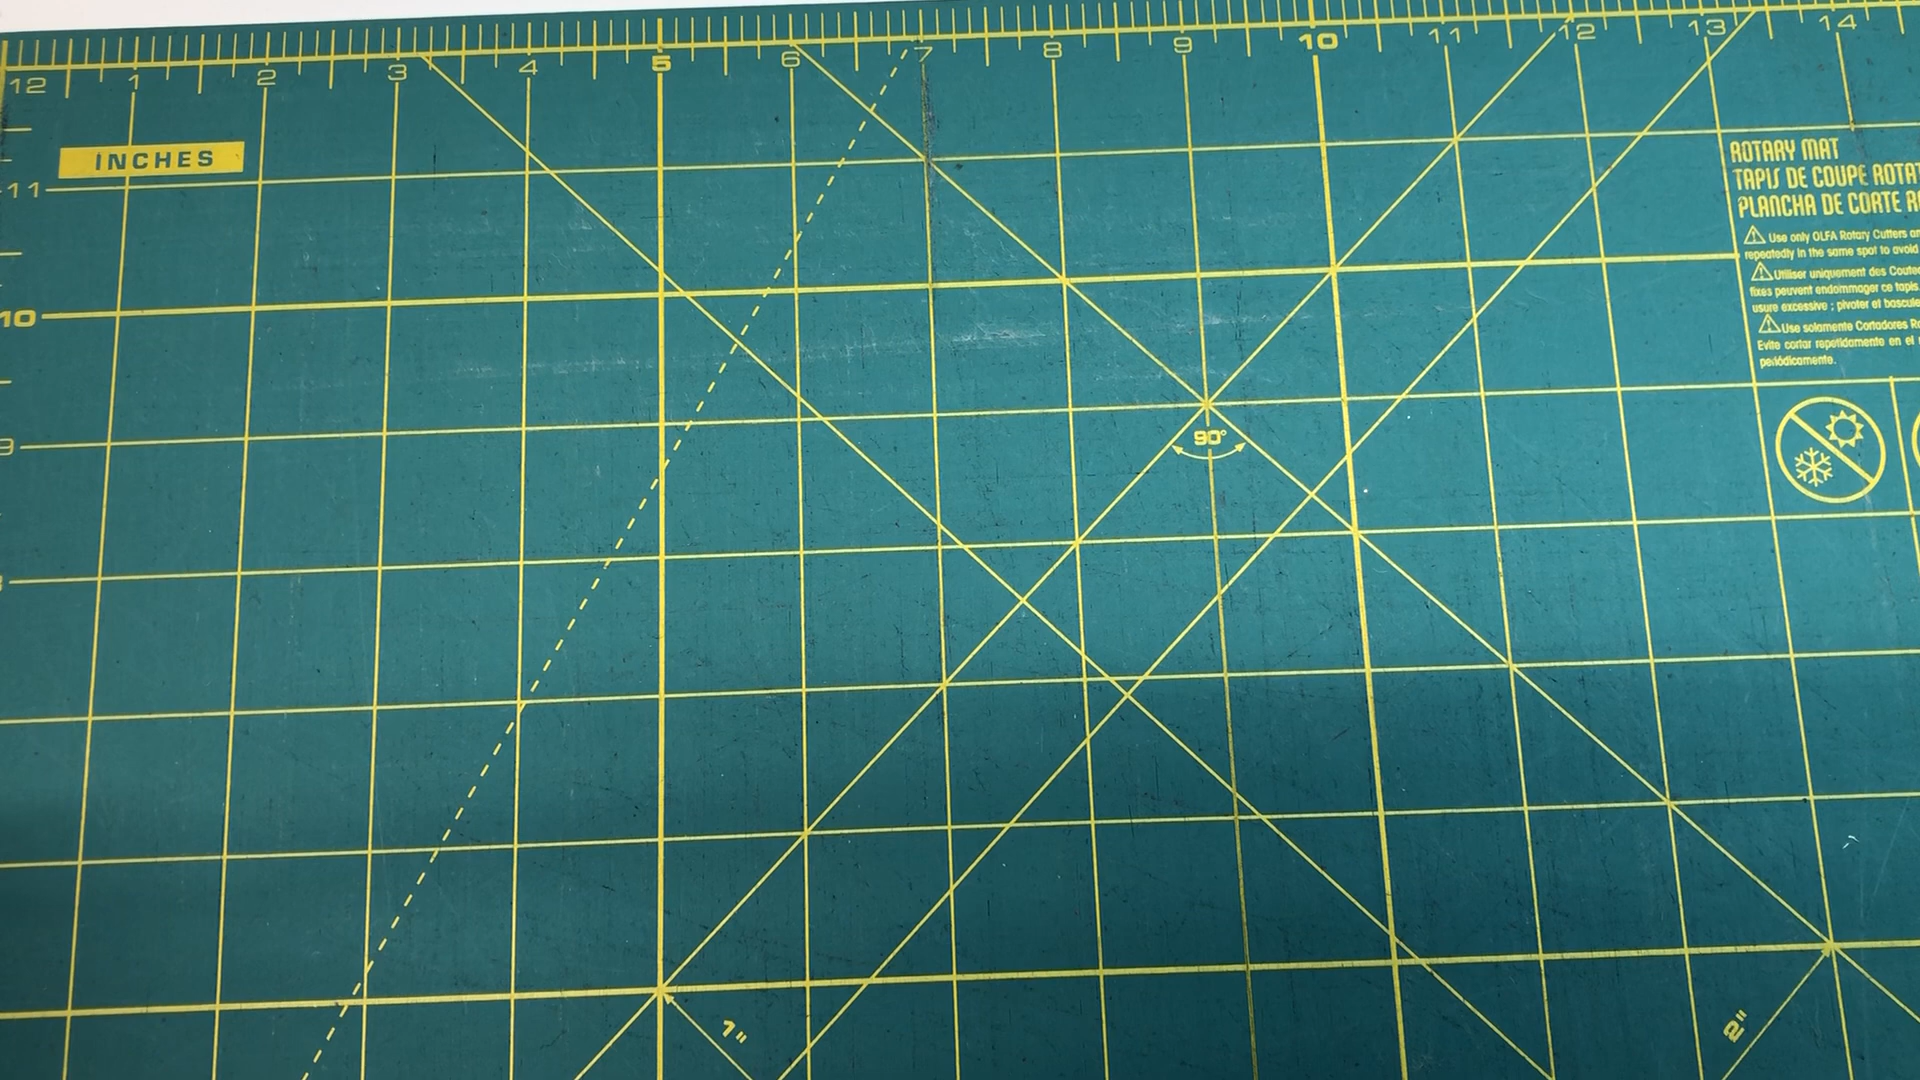 12 1 2 3 4 5 6 7 8 9 10 11 12 13 14
INCHES
11
10
9
90°
1"
2"
ROTARY MAT
TAPIS DE COUPE
PLANCHA DE CORTE
Use only OLFA Rotary Cutters
repeatedly in the same spot to avoid
Utiliser uniquement des
fixes peuvent endommager ce tapis.
usure excessive ; pivoter et
Use solamente Cortadores
Evite cortar repetidamente en el
periódicamente.